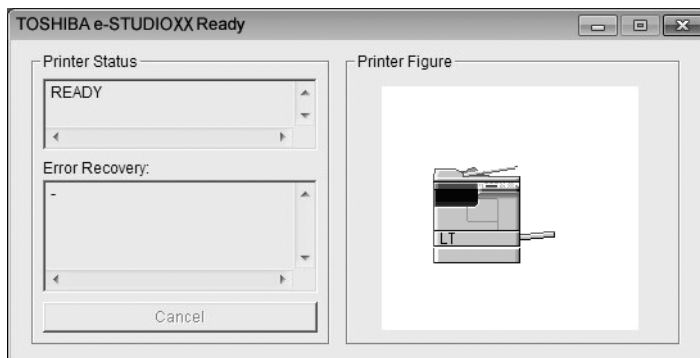 TOSHIBA e-STUDIOXX Ready
Printer Status
READY
Error Recovery:
-
Cancel
Printer Figure
LT